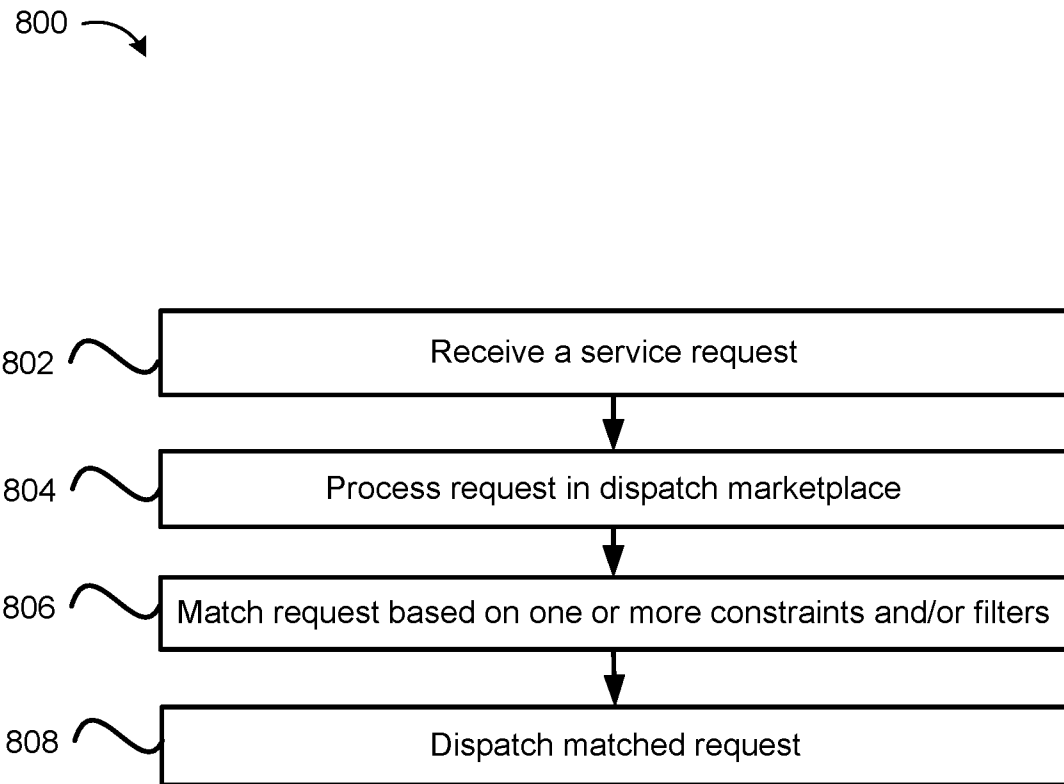 800
802 Receive a service request
804 Process request in dispatch marketplace
806 Match request based on one or more constraints and/or filters
808 Dispatch matched request